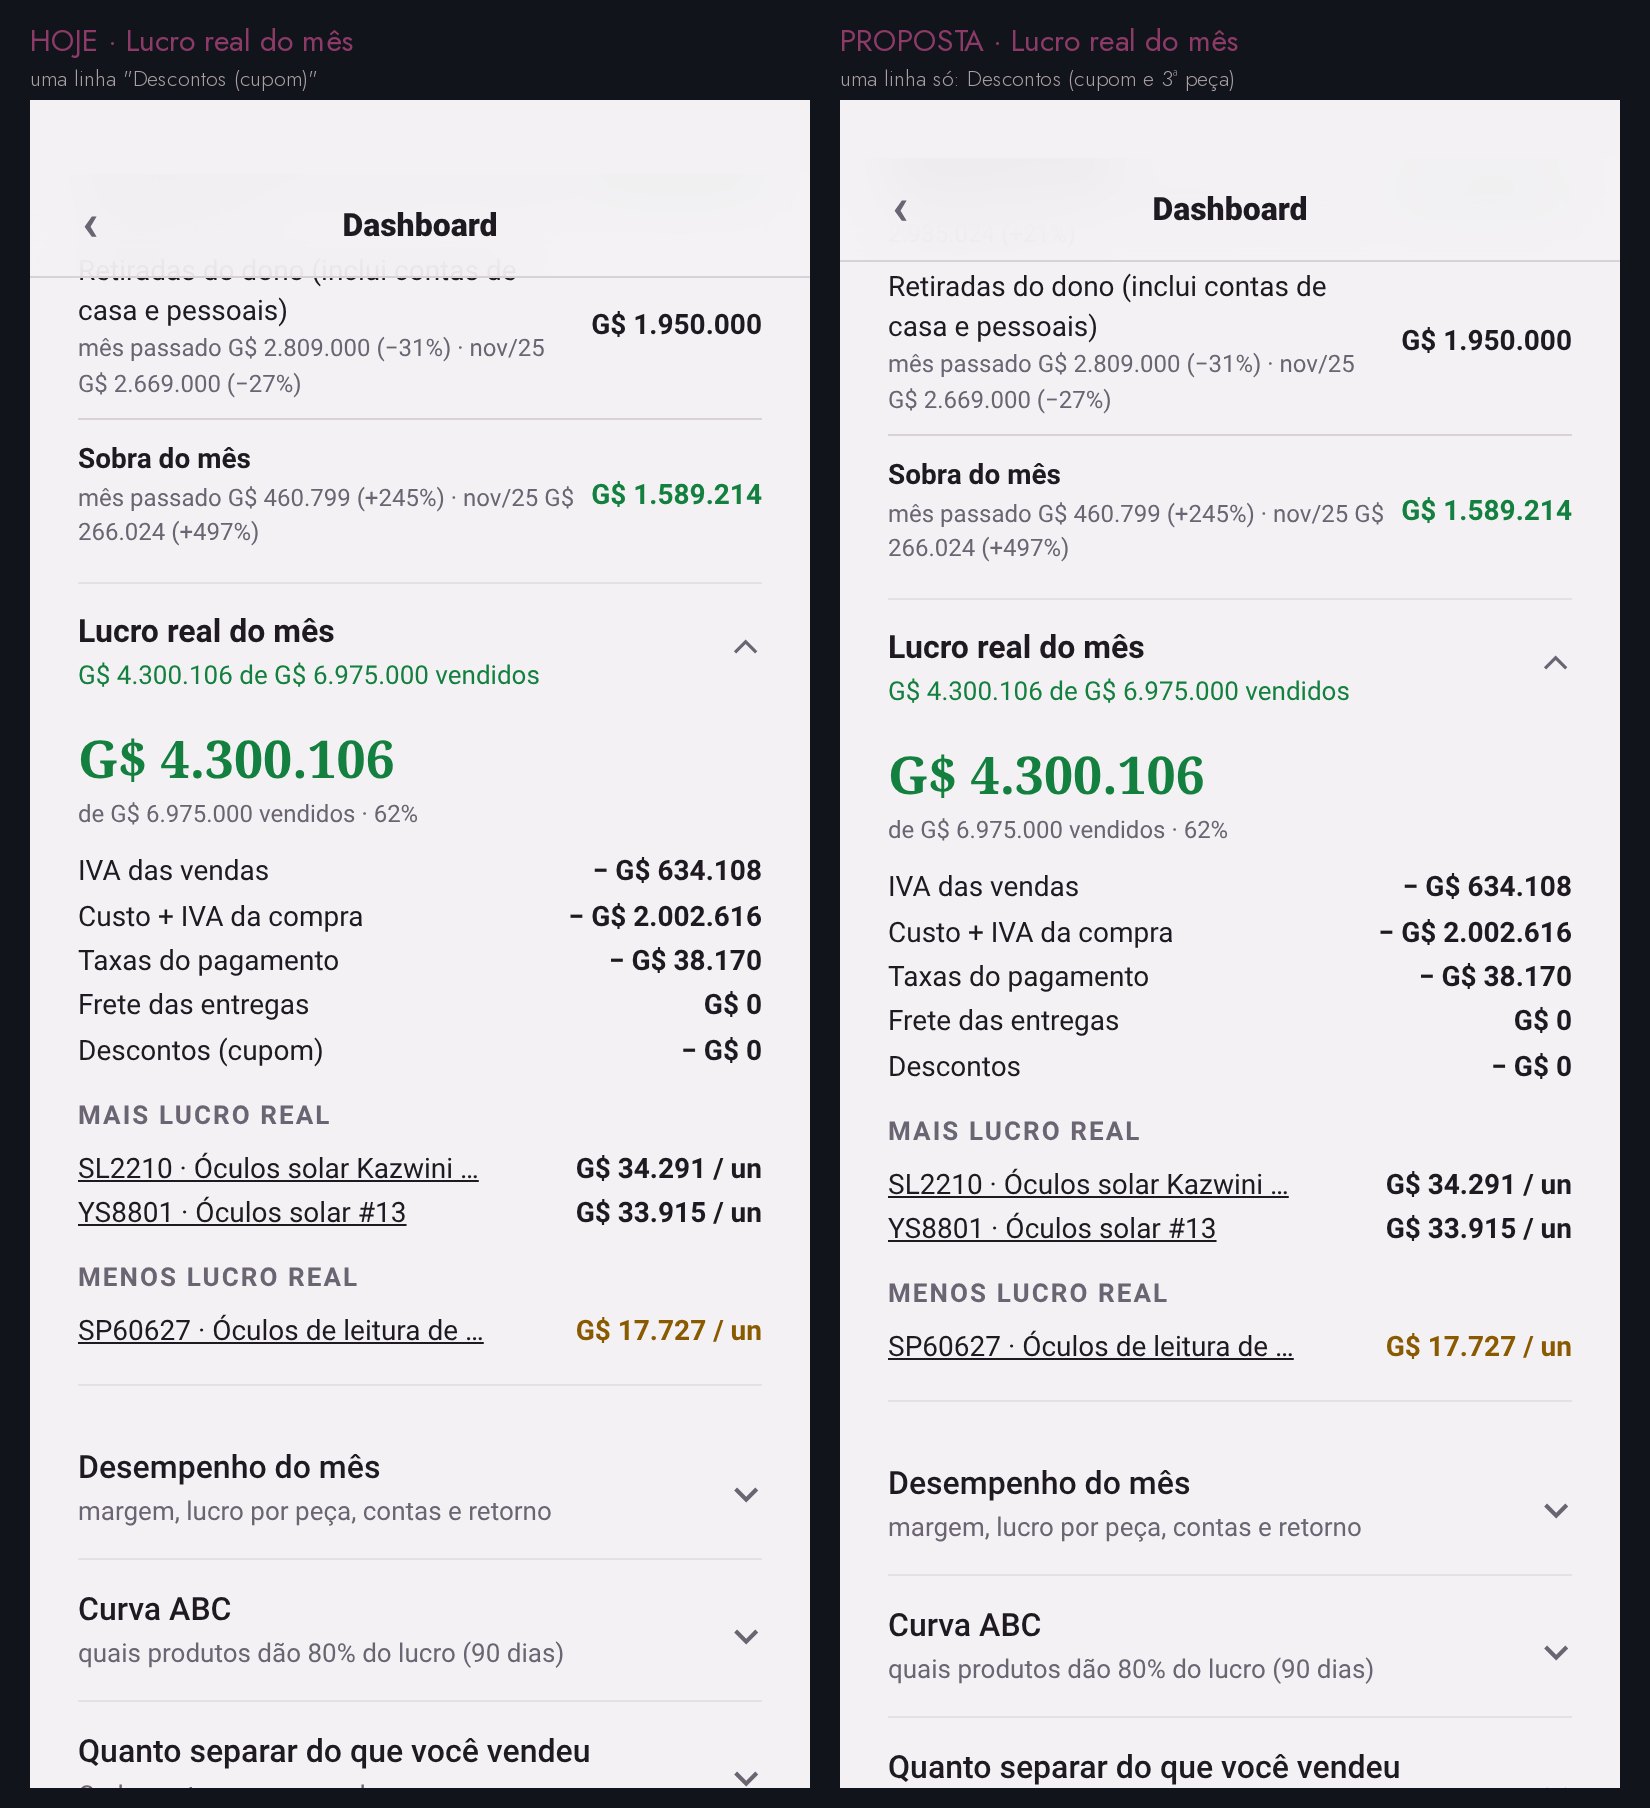 HOJE · Lucro real do mês
uma linha "Descontos (cupom)"
‹
Dashboard
Retiradas do dono (inclui contas de
casa e pessoais)
G$ 1.950.000
mês passado G$ 2.809.000 (−31%) · nov/25
G$ 2.669.000 (−27%)
Sobra do mês
mês passado G$ 460.799 (+245%) · nov/25 G$
266.024 (+497%)
G$ 1.589.214
Lucro real do mês
G$ 4.300.106 de G$ 6.975.000 vendidos
G$ 4.300.106
de G$ 6.975.000 vendidos · 62%
IVA das vendas − G$ 634.108
Custo + IVA da compra − G$ 2.002.616
Taxas do pagamento − G$ 38.170
Frete das entregas G$ 0
Descontos (cupom) − G$ 0
MAIS LUCRO REAL
SL2210 · Óculos solar Kazwini ... G$ 34.291 / un
YS8801 · Óculos solar #13 G$ 33.915 / un
MENOS LUCRO REAL
SP60627 · Óculos de leitura de ... G$ 17.727 / un
Desempenho do mês
margem, lucro por peça, contas e retorno
Curva ABC
quais produtos dão 80% do lucro (90 dias)
Quanto separar do que você vendeu
PROPOSTA · Lucro real do mês
uma linha só: Descontos (cupom e 3ª peça)
‹
Dashboard
2.935.024 (+21%)
Retiradas do dono (inclui contas de
casa e pessoais)
G$ 1.950.000
mês passado G$ 2.809.000 (−31%) · nov/25
G$ 2.669.000 (−27%)
Sobra do mês
mês passado G$ 460.799 (+245%) · nov/25 G$
266.024 (+497%)
G$ 1.589.214
Lucro real do mês
G$ 4.300.106 de G$ 6.975.000 vendidos
G$ 4.300.106
de G$ 6.975.000 vendidos · 62%
IVA das vendas − G$ 634.108
Custo + IVA da compra − G$ 2.002.616
Taxas do pagamento − G$ 38.170
Frete das entregas G$ 0
Descontos − G$ 0
MAIS LUCRO REAL
SL2210 · Óculos solar Kazwini ... G$ 34.291 / un
YS8801 · Óculos solar #13 G$ 33.915 / un
MENOS LUCRO REAL
SP60627 · Óculos de leitura de ... G$ 17.727 / un
Desempenho do mês
margem, lucro por peça, contas e retorno
Curva ABC
quais produtos dão 80% do lucro (90 dias)
Quanto separar do que você vendeu